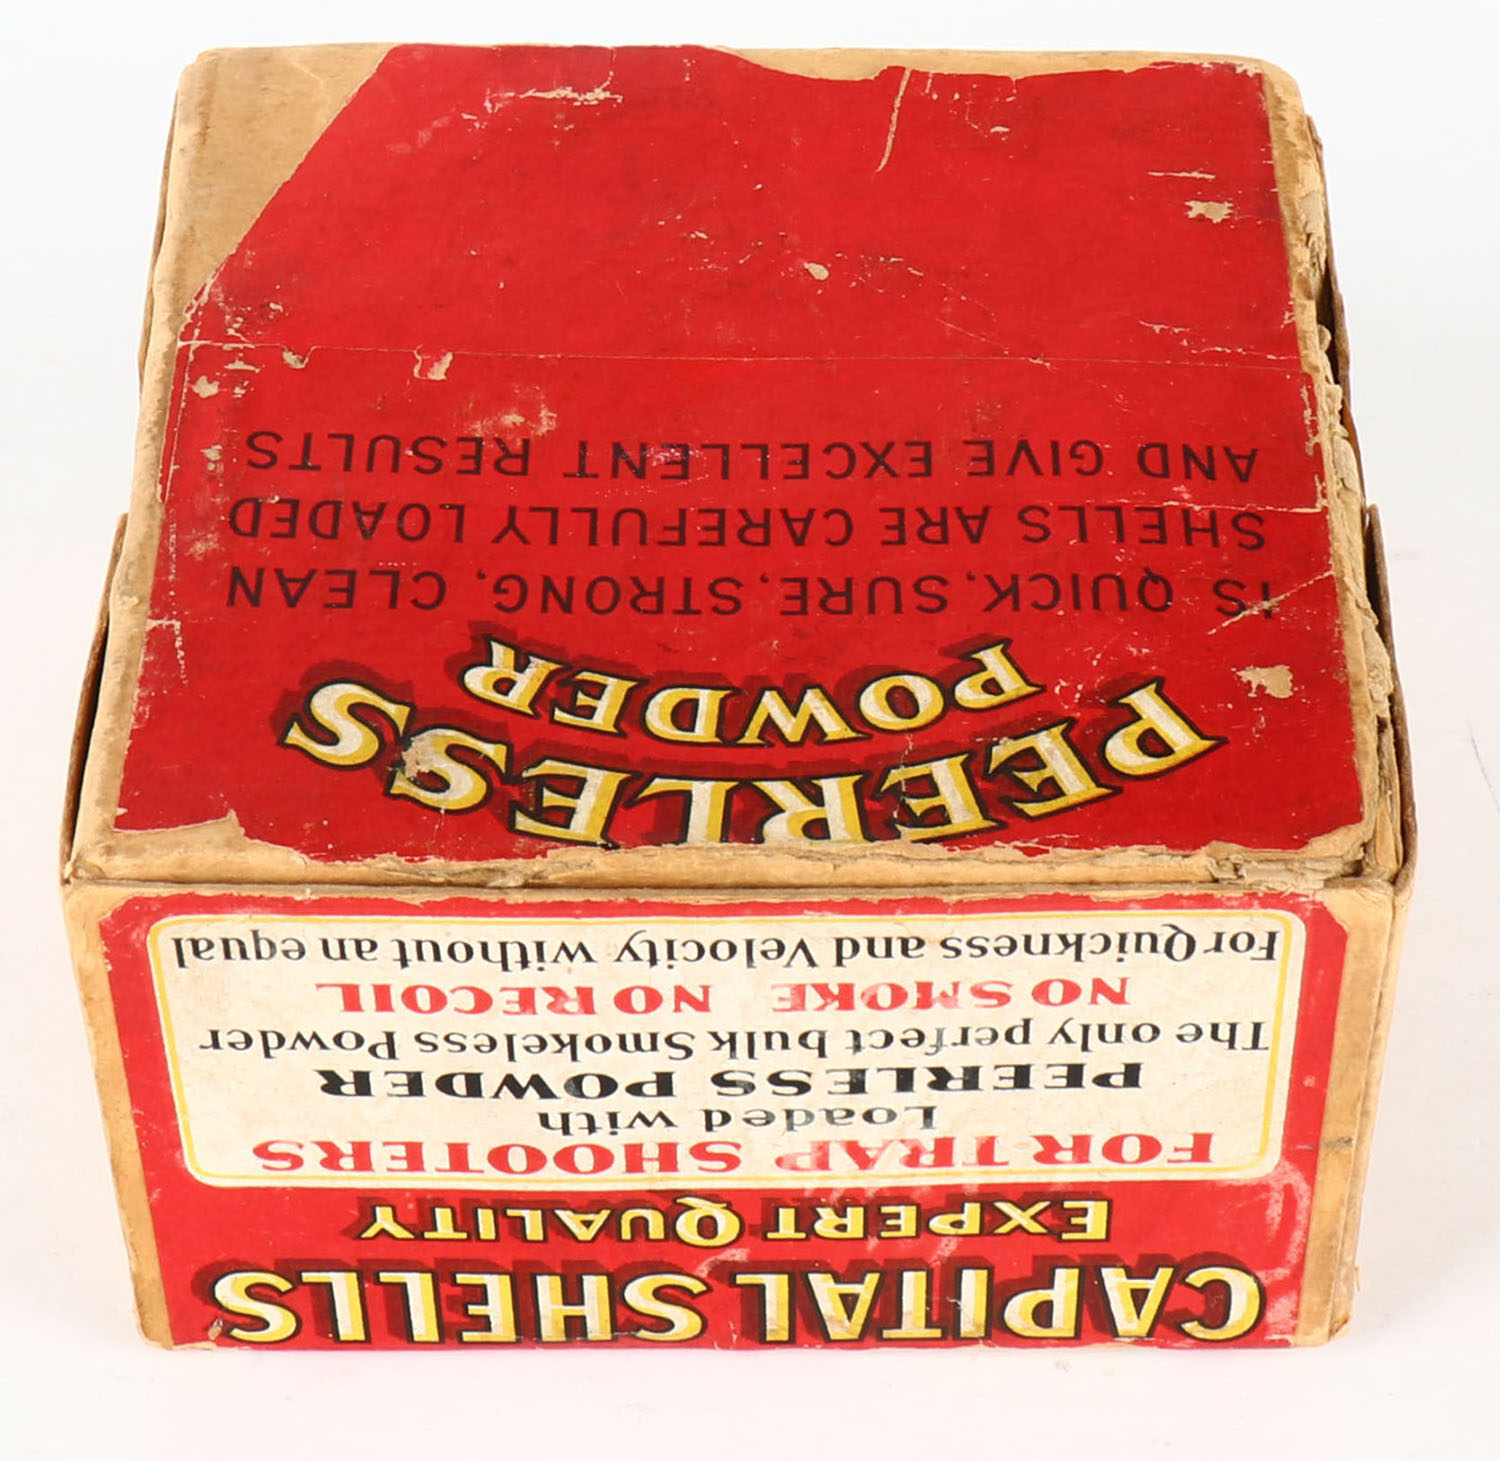 CAPITAL SHELLS
EXPERT QUALITY
FOR TRAP SHOOTERS
Loaded with
PEERLESS POWDER
The only perfect bulk Smokeless Powder
NO SMOKE NO RECOIL
For Quickness and Velocity without an equal
PEERLESS
POWDER
IS QUICK, SURE, STRONG, CLEAN
SHELLS ARE CAREFULLY LOADED
AND GIVE EXCELLENT RESULTS